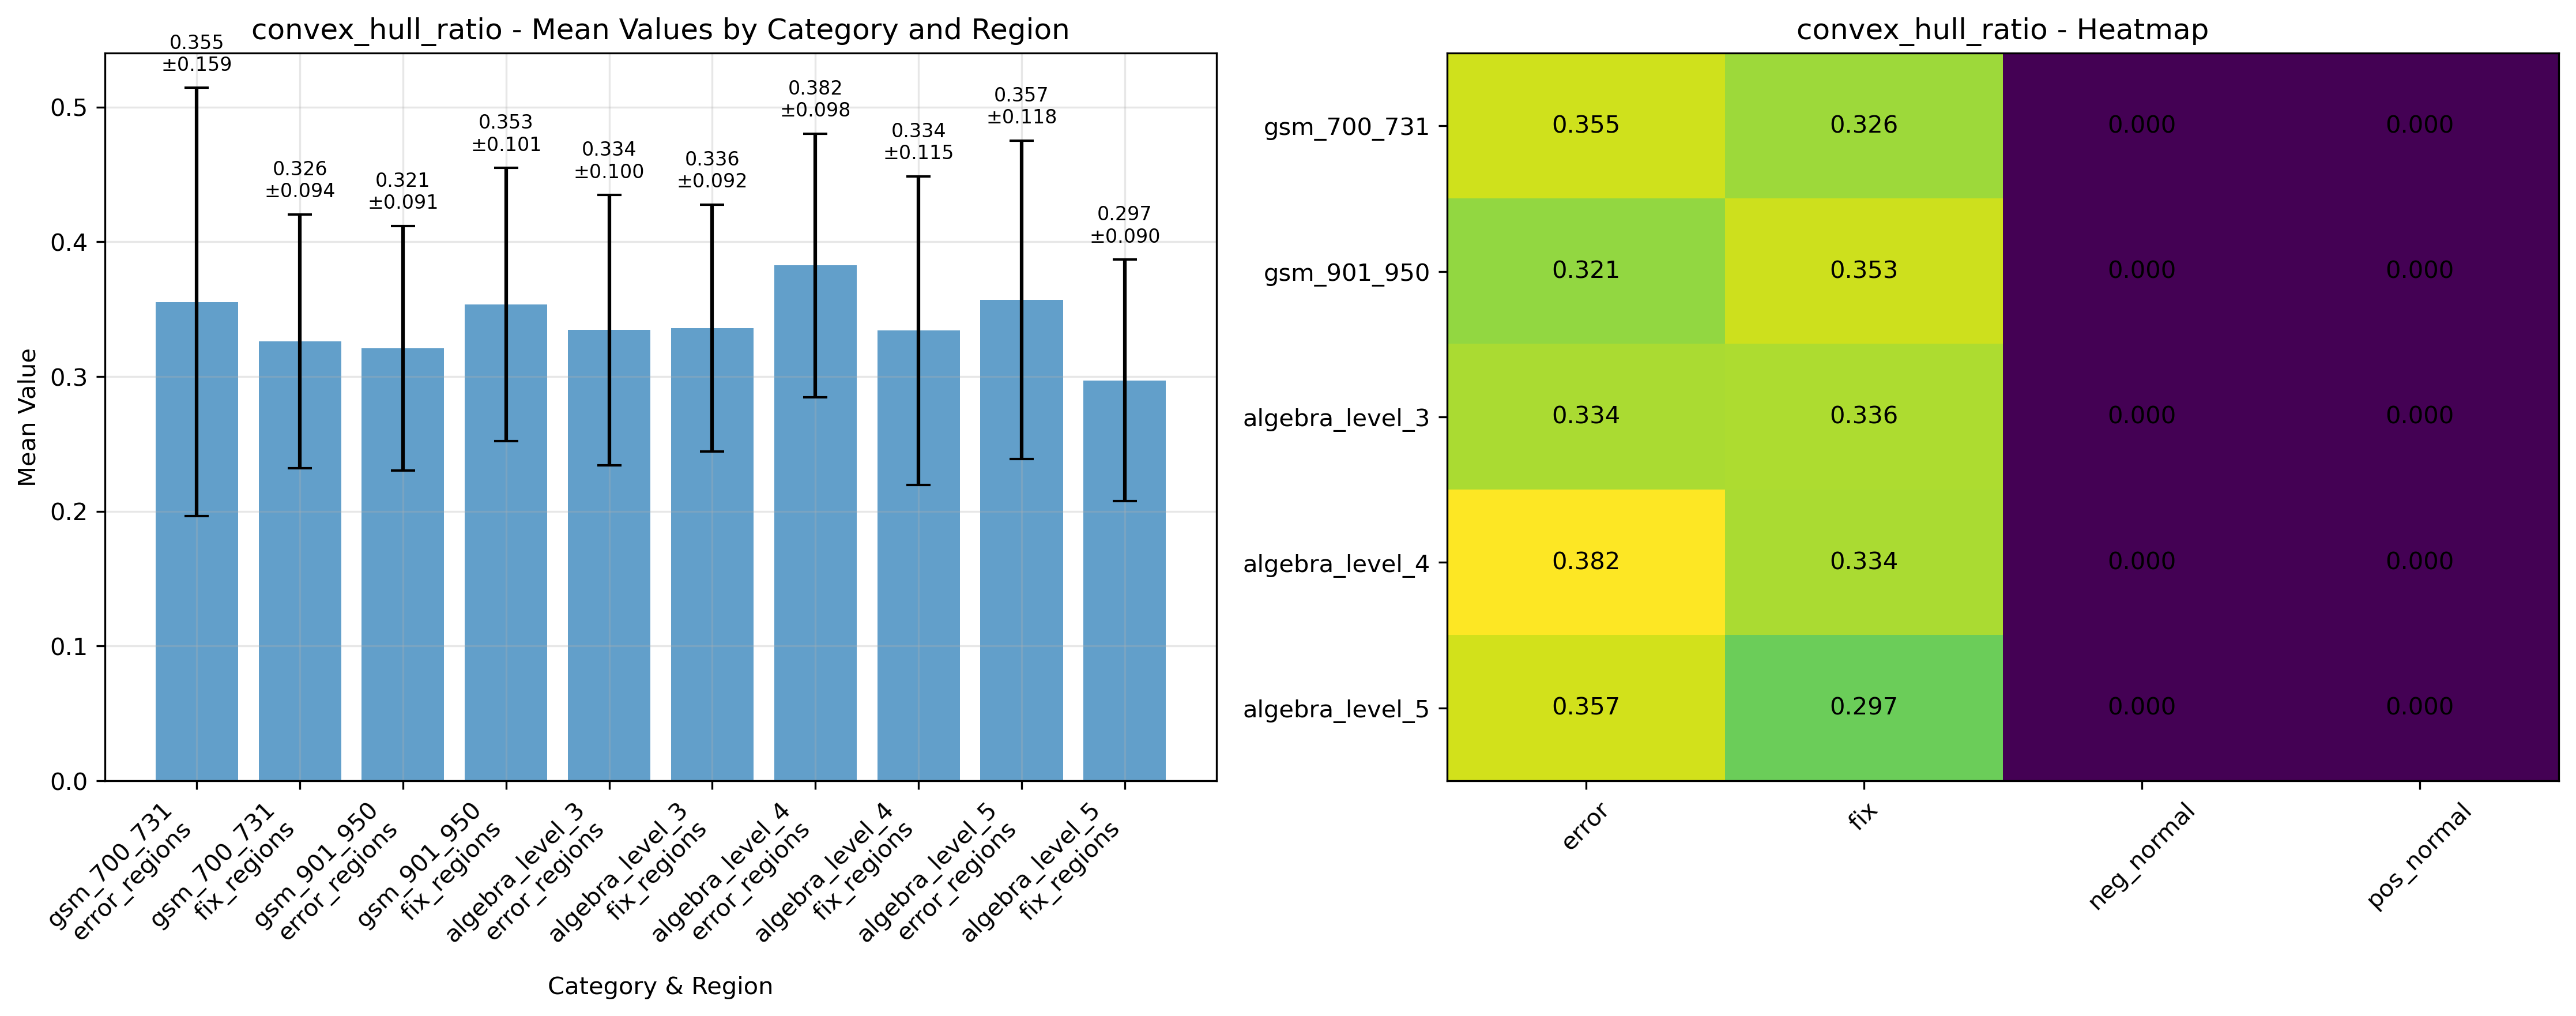 convex_hull_ratio - Mean Values by Category and Region
Mean Value
0.5
0.4
0.3
0.2
0.1
0.0
0.355
±0.159
0.326
±0.094
0.321
±0.091
0.353
±0.101
0.334
±0.100
0.336
±0.092
0.382
±0.098
0.334
±0.115
0.357
±0.118
0.297
±0.090
gsm_700_731
error_regions
gsm_700_731
fix_regions
gsm_901_950
error_regions
gsm_901_950
fix_regions
algebra_level_3
error_regions
algebra_level_3
fix_regions
algebra_level_4
error_regions
algebra_level_4
fix_regions
algebra_level_5
error_regions
algebra_level_5
fix_regions
Category & Region
convex_hull_ratio - Heatmap
gsm_700_731 0.355 0.326 0.000 0.000
gsm_901_950 0.321 0.353 0.000 0.000
algebra_level_3 0.334 0.336 0.000 0.000
algebra_level_4 0.382 0.334 0.000 0.000
algebra_level_5 0.357 0.297 0.000 0.000
error
fix
neg_normal
pos_normal